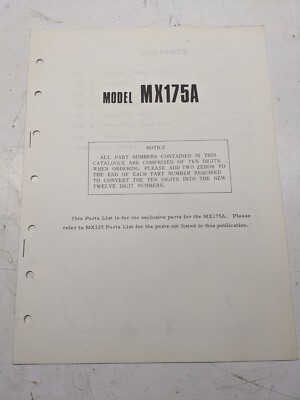 MODEL MX175A
NOTICE
ALL PART NUMBERS CONTAINED IN THIS
CATALOGUE ARE COMPRISED OF TEN DIGITS.
WHEN ORDERING, PLEASE ADD TWO ZEROS TO
THE END OF EACH PART NUMBER REQUIRED
TO CONVERT THE TEN DIGITS INTO THE NEW
TWELVE DIGIT NUMBERS.
This Parts List is for the exclusive parts for the MX175A. Please
refer to MX125 Parts List for the parts not listed in this publication.